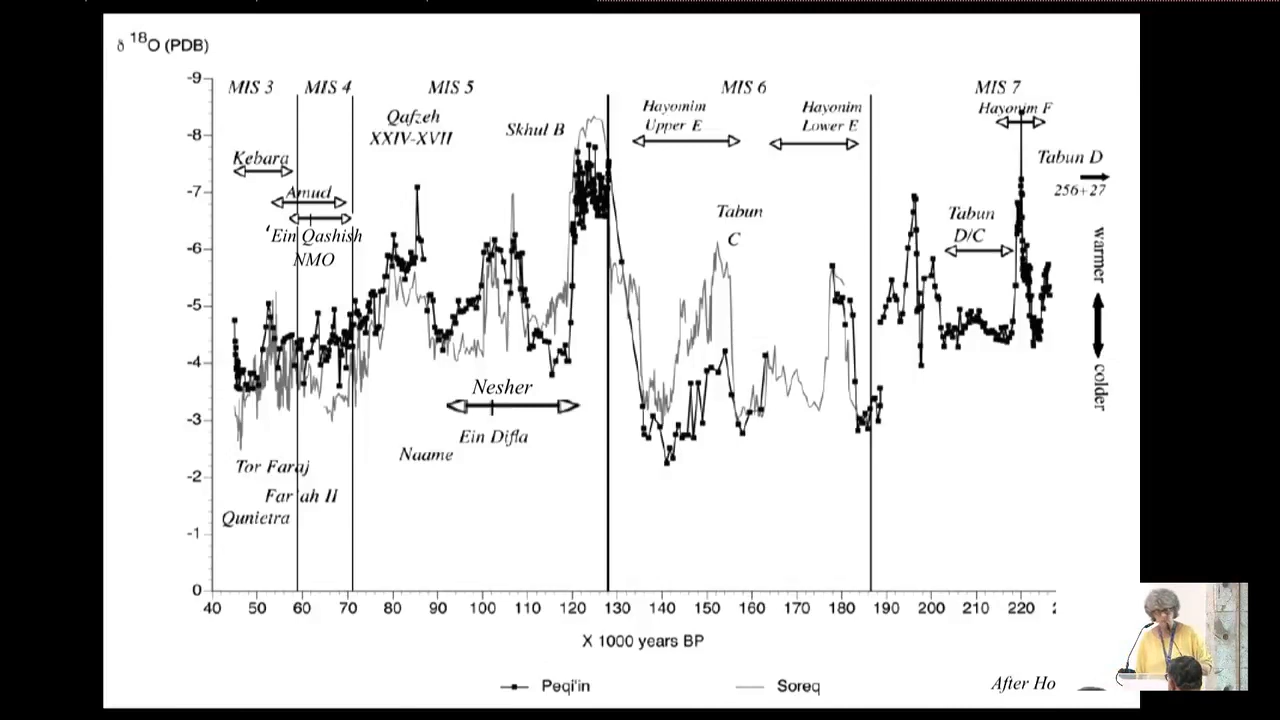 δ 18O (PDB)
MIS 3
MIS 4
MIS 5
MIS 6
MIS 7
Qafzeh
XXIV-XVII
Skhul B
Hayomim
Upper E
Hayonim
Lower E
Hayonim F
Kebara
Amud
'Ein Qashish
NMO
Tabun
C
Tabun
D/C
Tabun D
256+27
warmer
colder
Nesher
Ein Difla
Naame
Tor Faraj
Far'ah II
Qunietra
-9
-8
-7
-6
-5
-4
-3
-2
-1
0
40 50 60 70 80 90 100 110 120 130 140 150 160 170 180 190 200 210 220 2
X 1000 years BP
Peqi'in
Soreq
After Ho